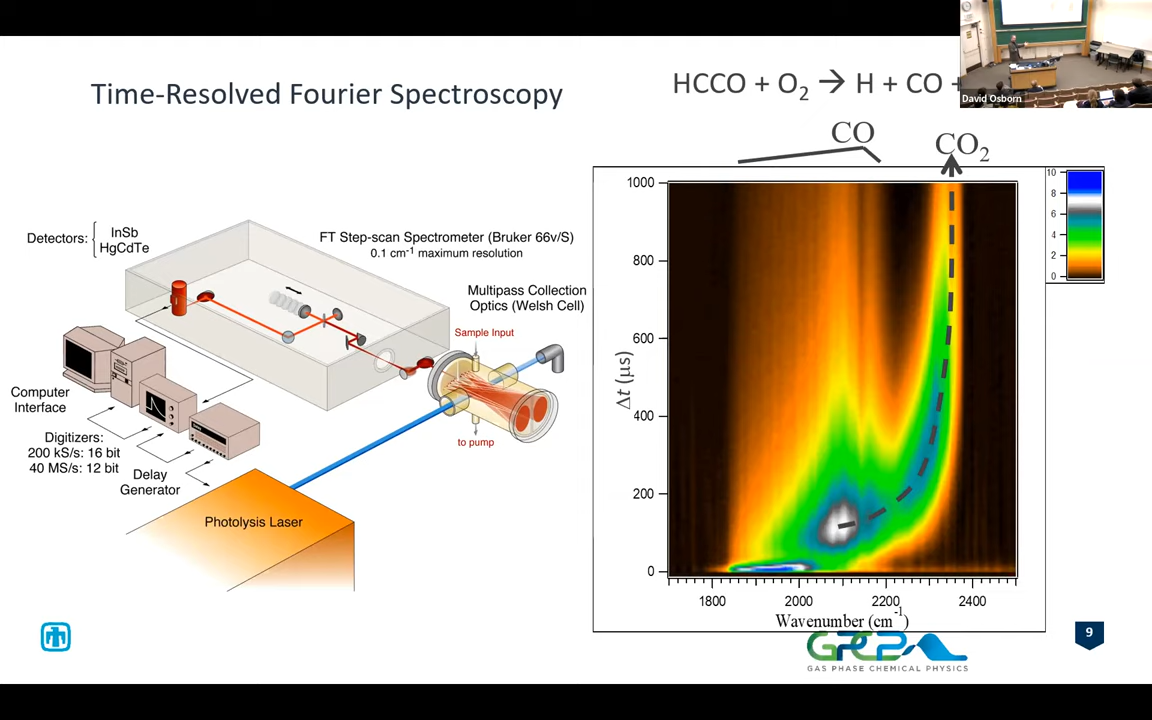 Time-Resolved Fourier Spectroscopy
HCCO + O2 → H + CO +
David Osborn
CO
CO2
Detectors:
InSb
HgCdTe
FT Step-scan Spectrometer (Bruker 66v/S)
0.1 cm-1 maximum resolution
Multipass Collection
Optics (Welsh Cell)
Sample Input
to pump
Computer
Interface
Digitizers:
200 kS/s: 16 bit
40 MS/s: 12 bit
Delay
Generator
Photolysis Laser
1000
800
600
400
200
0
Δt (μs)
1800 2000 2200 2400
Wavenumber (cm-1)
10
8
6
4
2
0
GPCP
GAS PHASE CHEMICAL PHYSICS
9